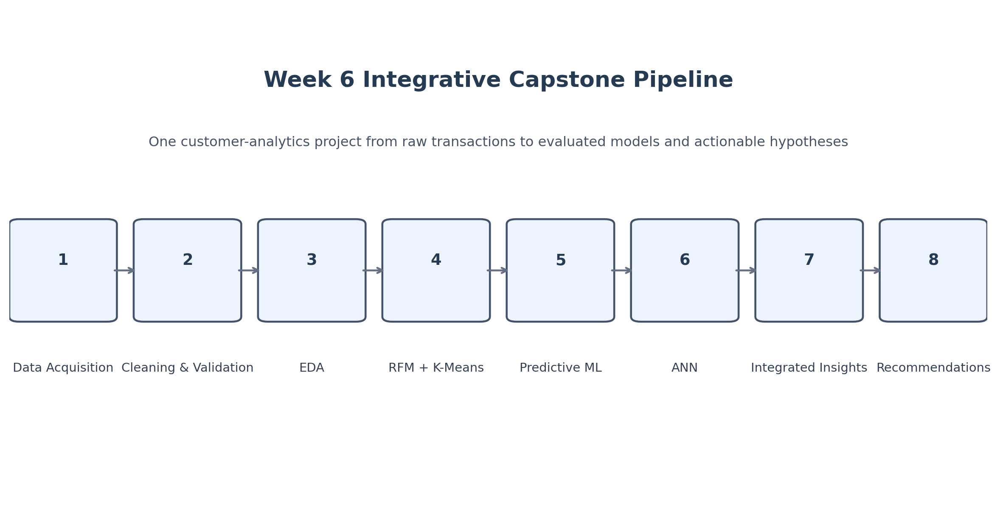 Week 6 Integrative Capstone Pipeline
One customer-analytics project from raw transactions to evaluated models and actionable hypotheses
1 2 3 4 5 6 7 8
Data Acquisition Cleaning & Validation EDA RFM + K-Means Predictive ML ANN Integrated Insights Recommendations